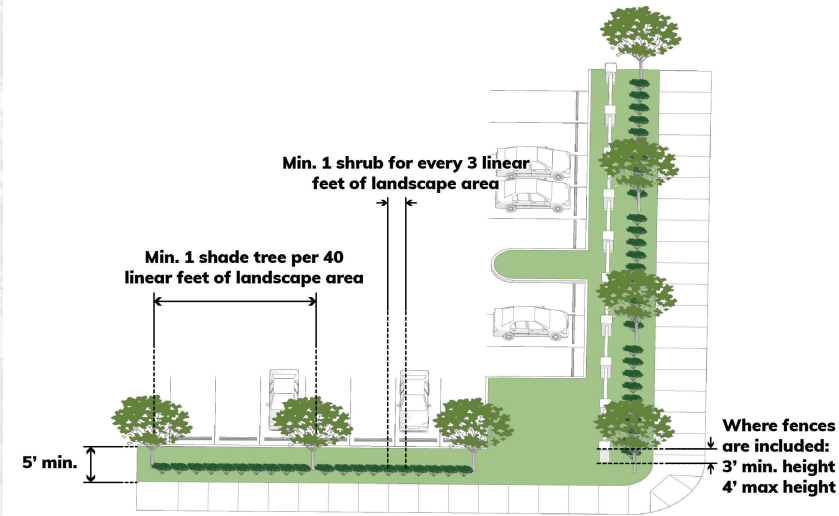 Min. 1 shrub for every 3 linear
feet of landscape area
Min. 1 shade tree per 40
linear feet of landscape area
5’ min.
Where fences
are included:
3’ min. height
4’ max height